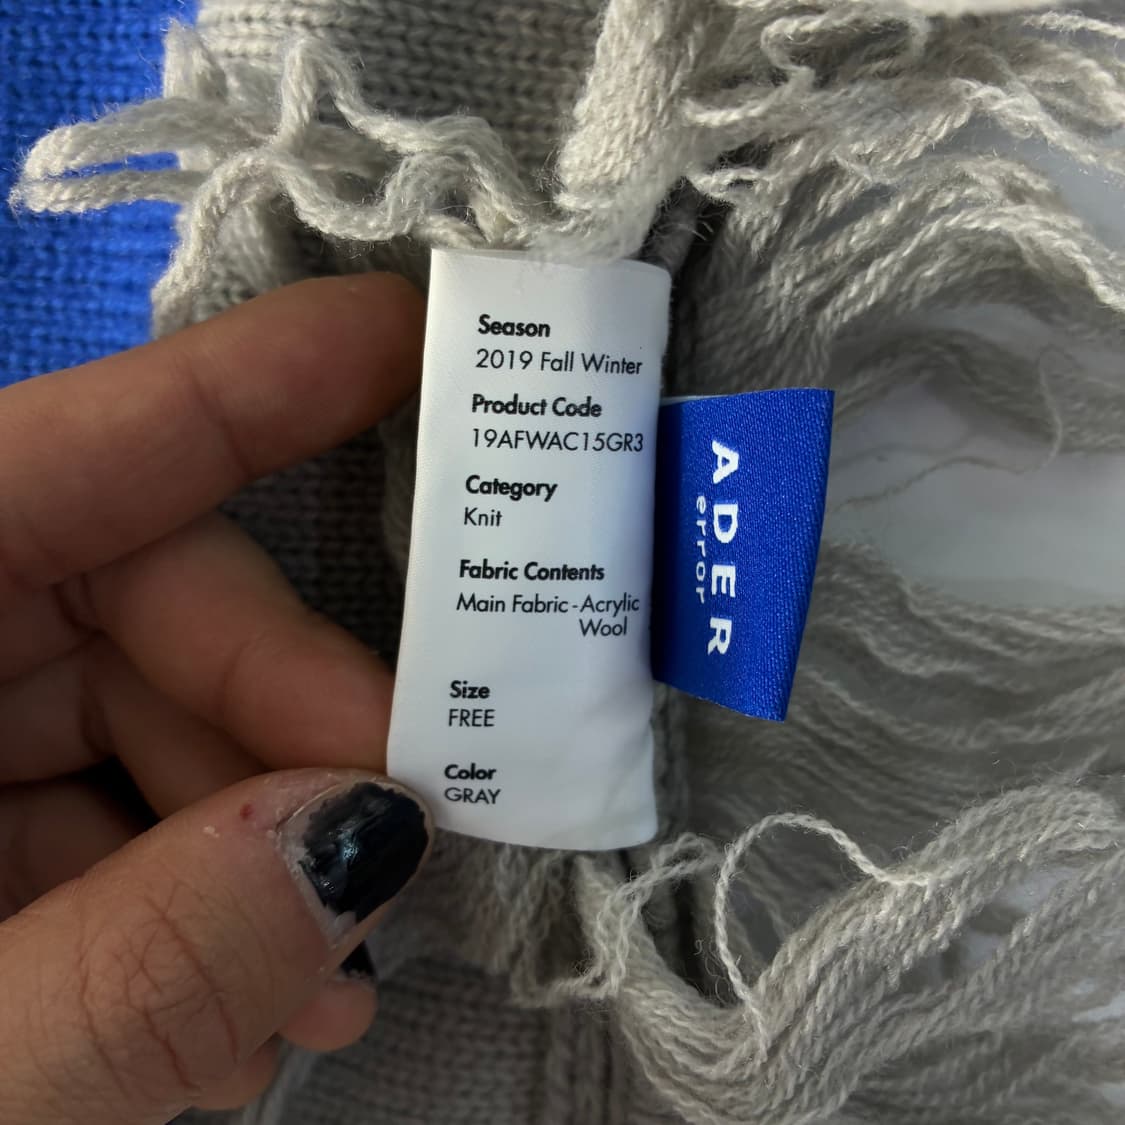 Season
2019 Fall Winter
Product Code
19AFWAC15GR3
Category
Knit
Fabric Contents
Main Fabric - Acrylic
Wool
Size
FREE
Color
GRAY
ADER
error